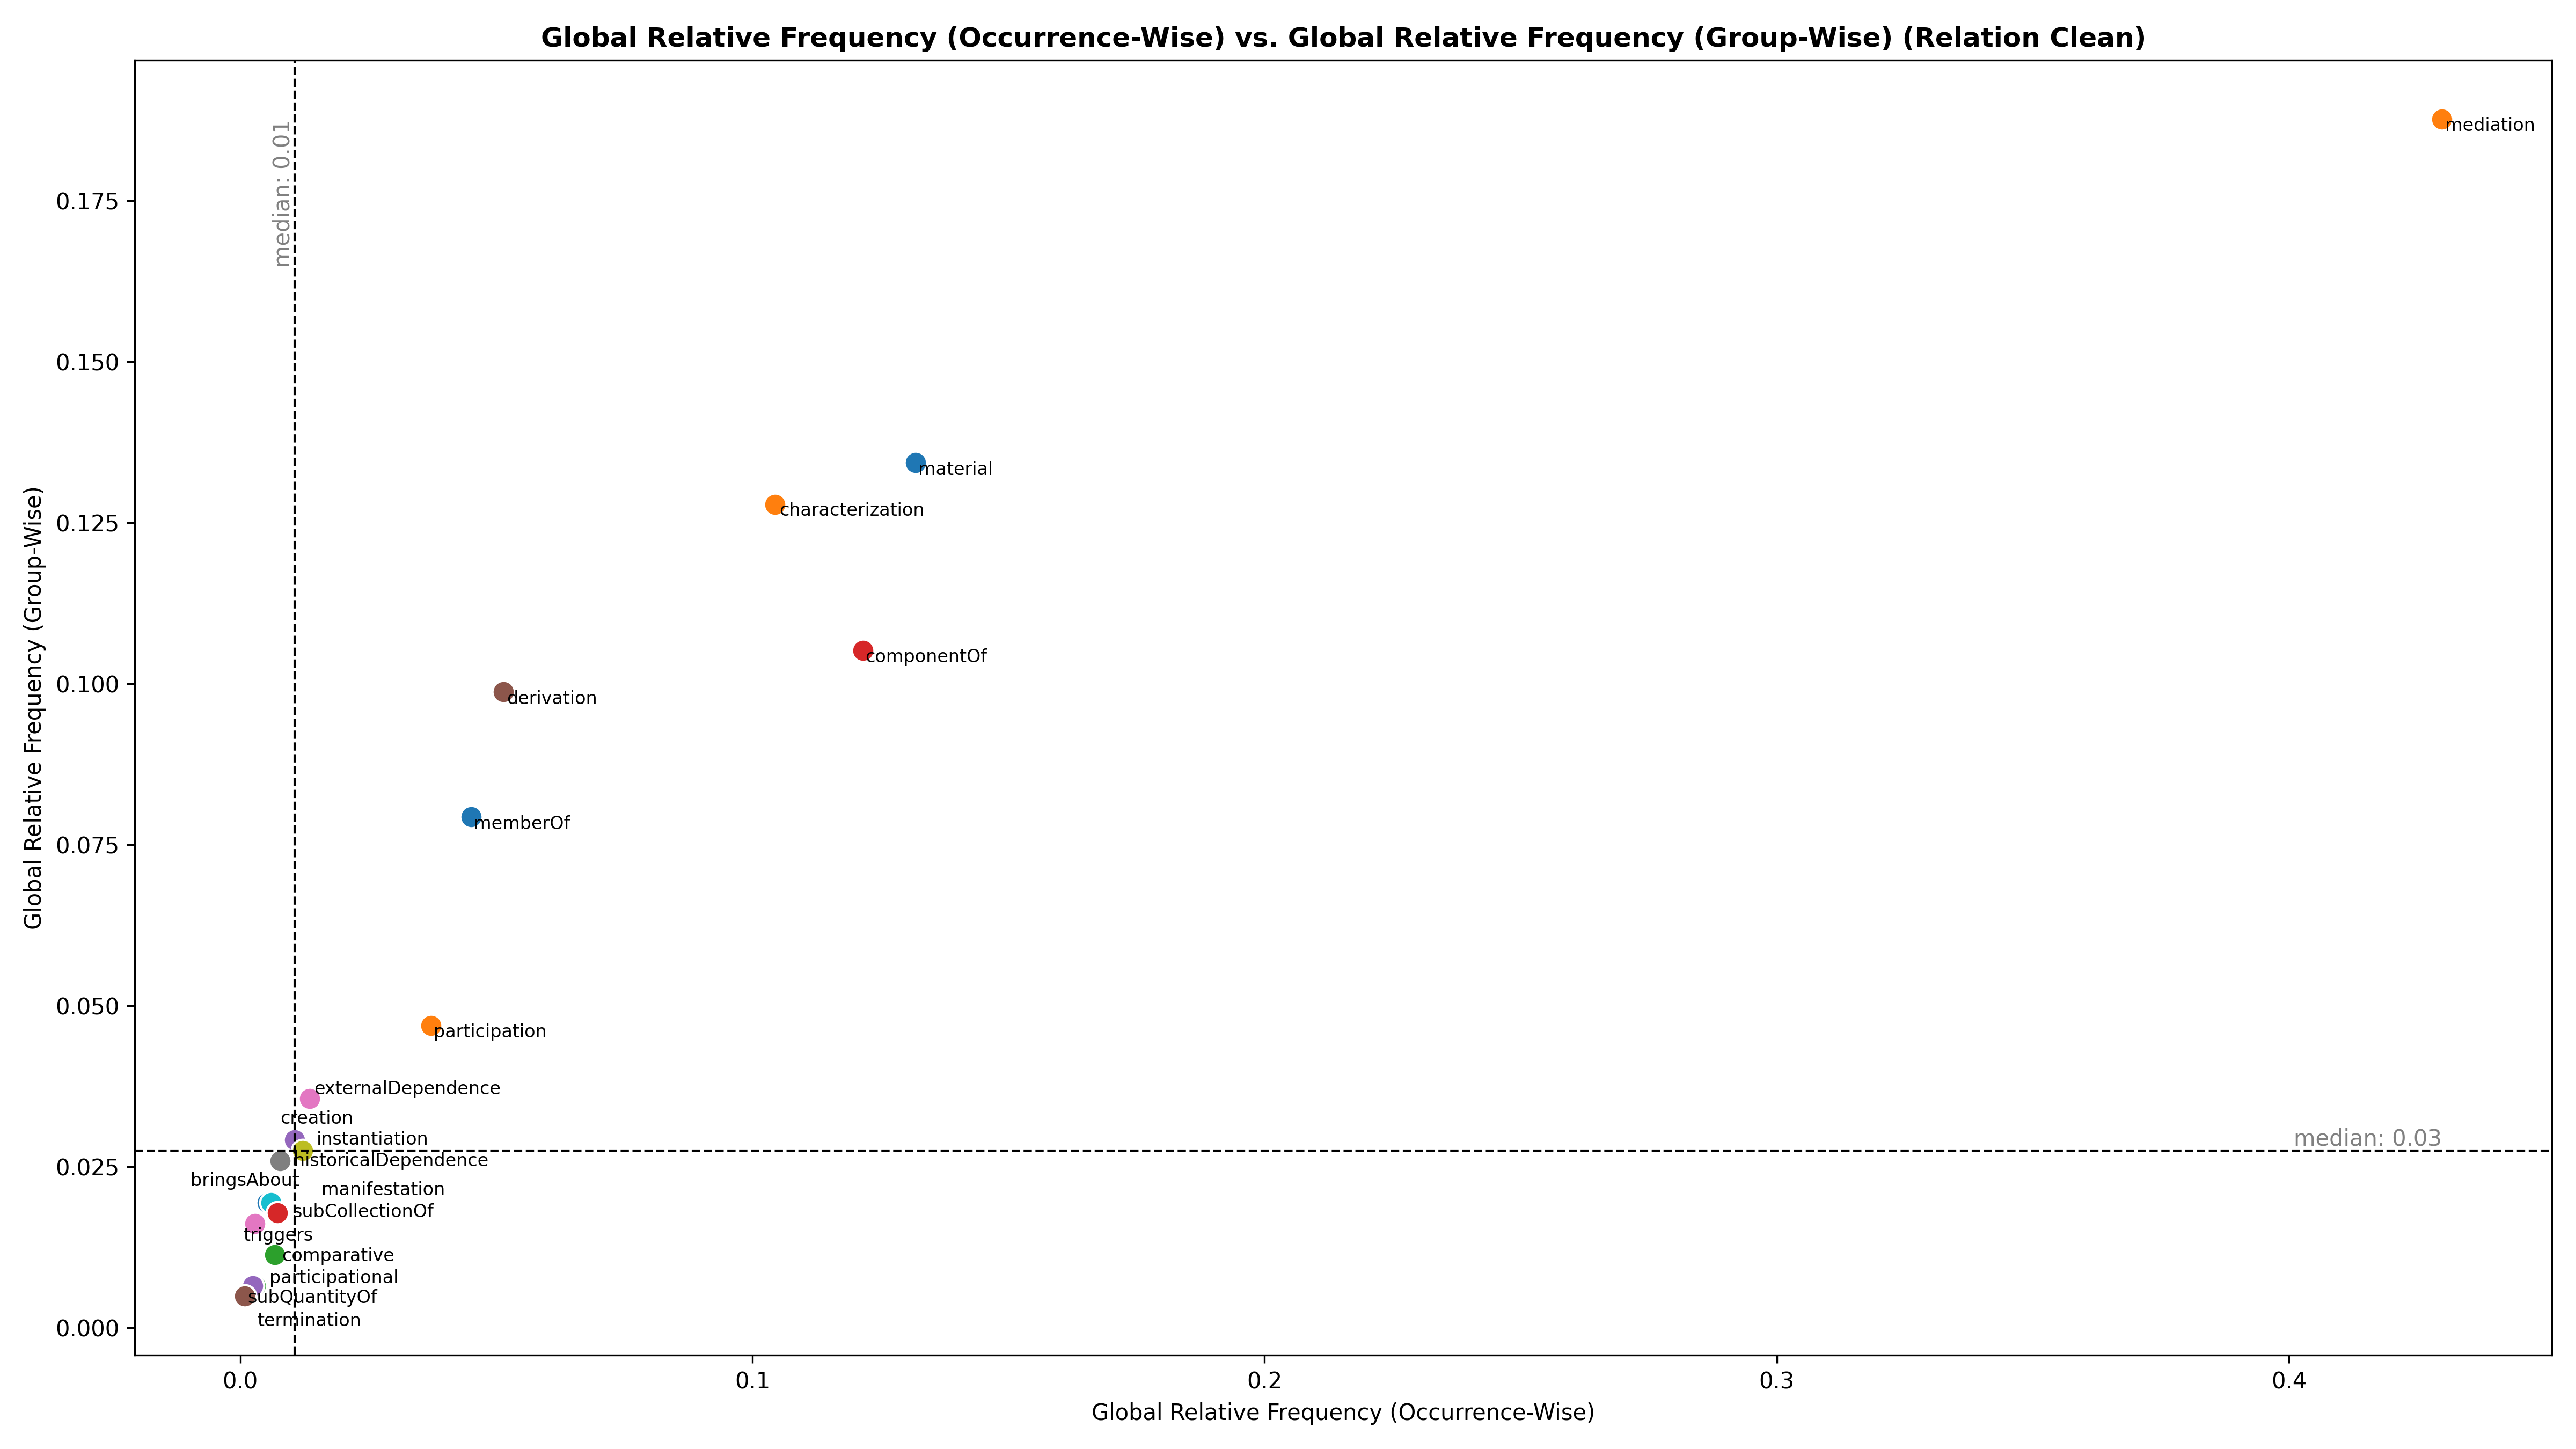 Global Relative Frequency (Occurrence-Wise) vs. Global Relative Frequency (Group-Wise) (Relation Clean)
Global Relative Frequency (Group-Wise)
0.175
0.150
0.125
0.100
0.075
0.050
0.025
0.000
median: 0.01
mediation
material
characterization
componentOf
derivation
memberOf
participation
externalDependence
creation
instantiation
median: 0.03
historicalDependence
bringsAbout
manifestation
subCollectionOf
triggers
comparative
participational
subQuantityOf
termination
0.0
0.1
0.2
0.3
0.4
Global Relative Frequency (Occurrence-Wise)